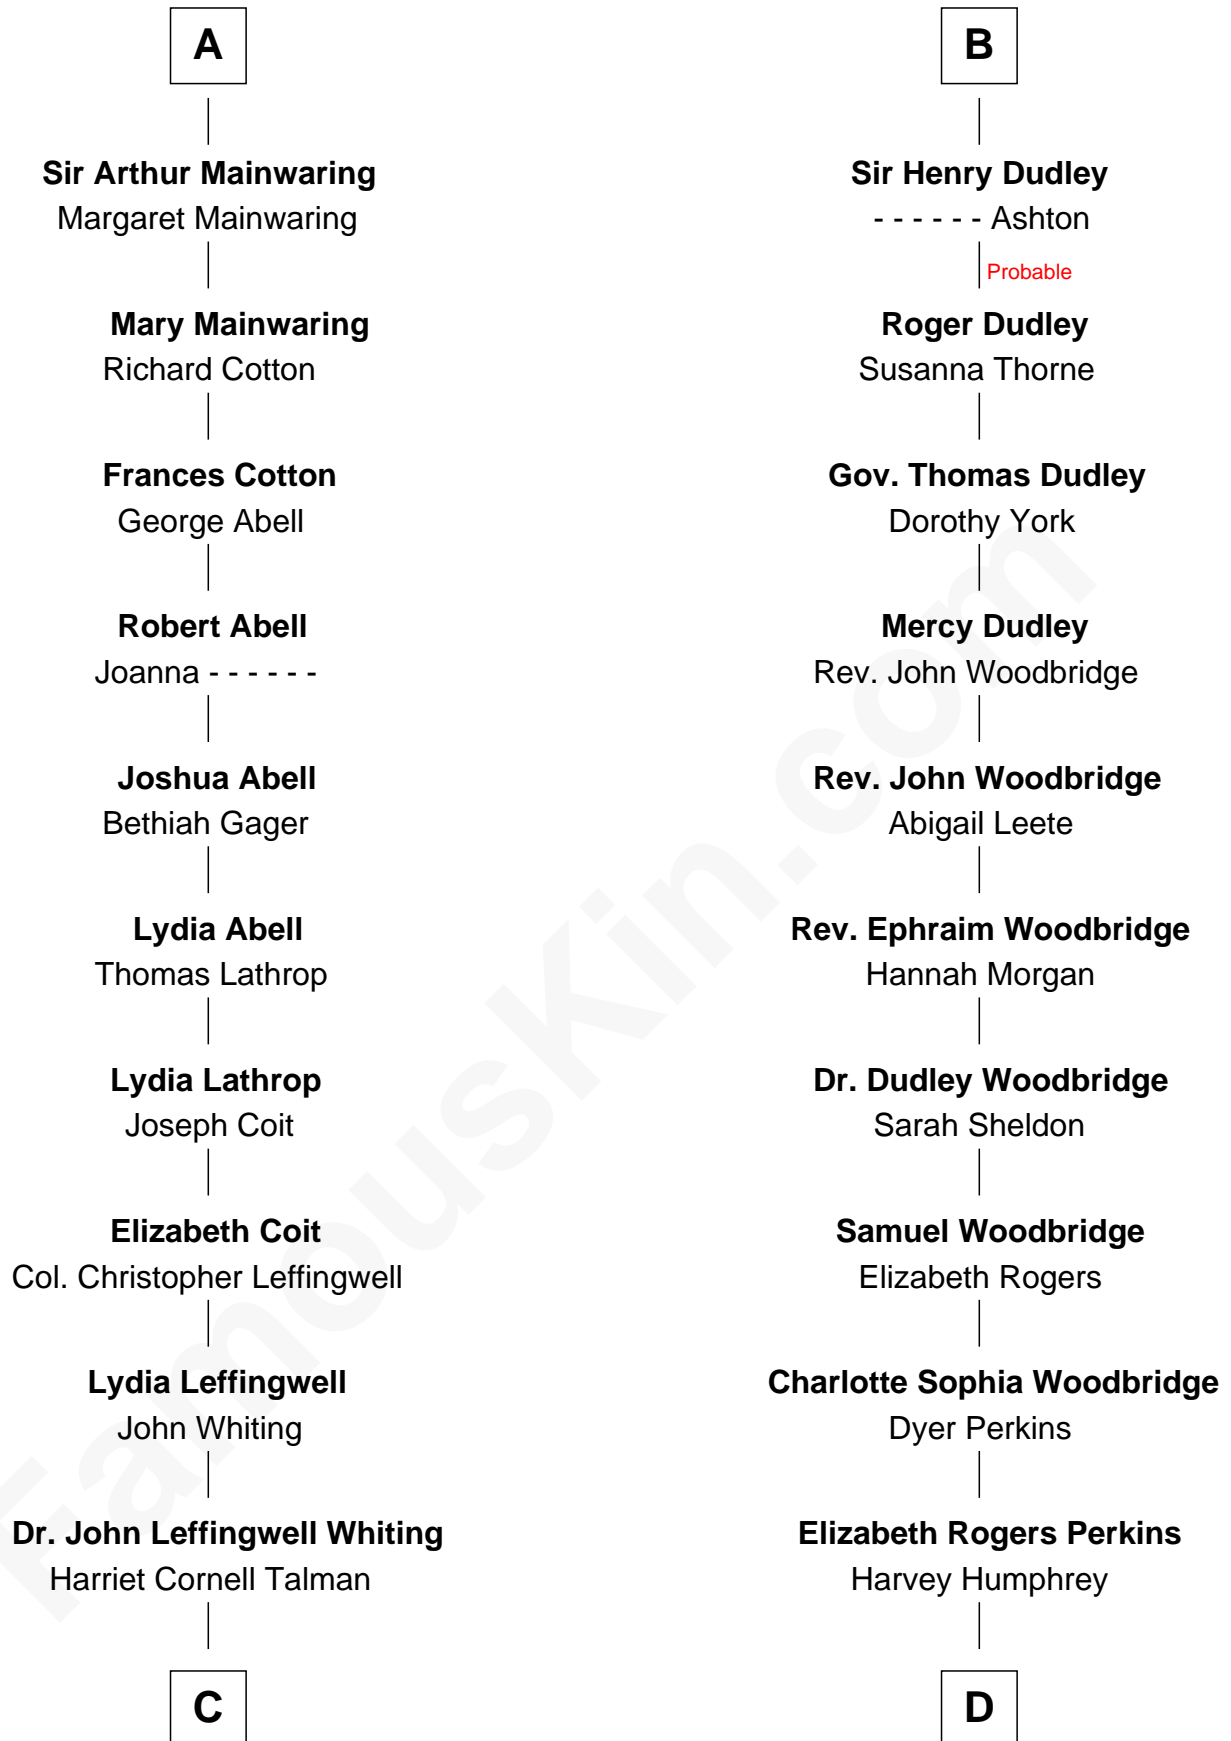 A
Sir Arthur Mainwaring
Margaret Mainwaring
Mary Mainwaring
Richard Cotton
Frances Cotton
George Abell
Robert Abell
Joanna - - - - - -
Joshua Abell
Bethiah Gager
Lydia Abell
Thomas Lathrop
Lydia Lathrop
Joseph Coit
Elizabeth Coit
Col. Christopher Leffingwell
Lydia Leffingwell
John Whiting
Dr. John Leffingwell Whiting
Harriet Cornell Talman
C
B
Sir Henry Dudley
- - - - - - Ashton
Probable
Roger Dudley
Susanna Thorne
Gov. Thomas Dudley
Dorothy York
Mercy Dudley
Rev. John Woodbridge
Rev. John Woodbridge
Abigail Leete
Rev. Ephraim Woodbridge
Hannah Morgan
Dr. Dudley Woodbridge
Sarah Sheldon
Samuel Woodbridge
Elizabeth Rogers
Charlotte Sophia Woodbridge
Dyer Perkins
Elizabeth Rogers Perkins
Harvey Humphrey
D
FamousKin.com